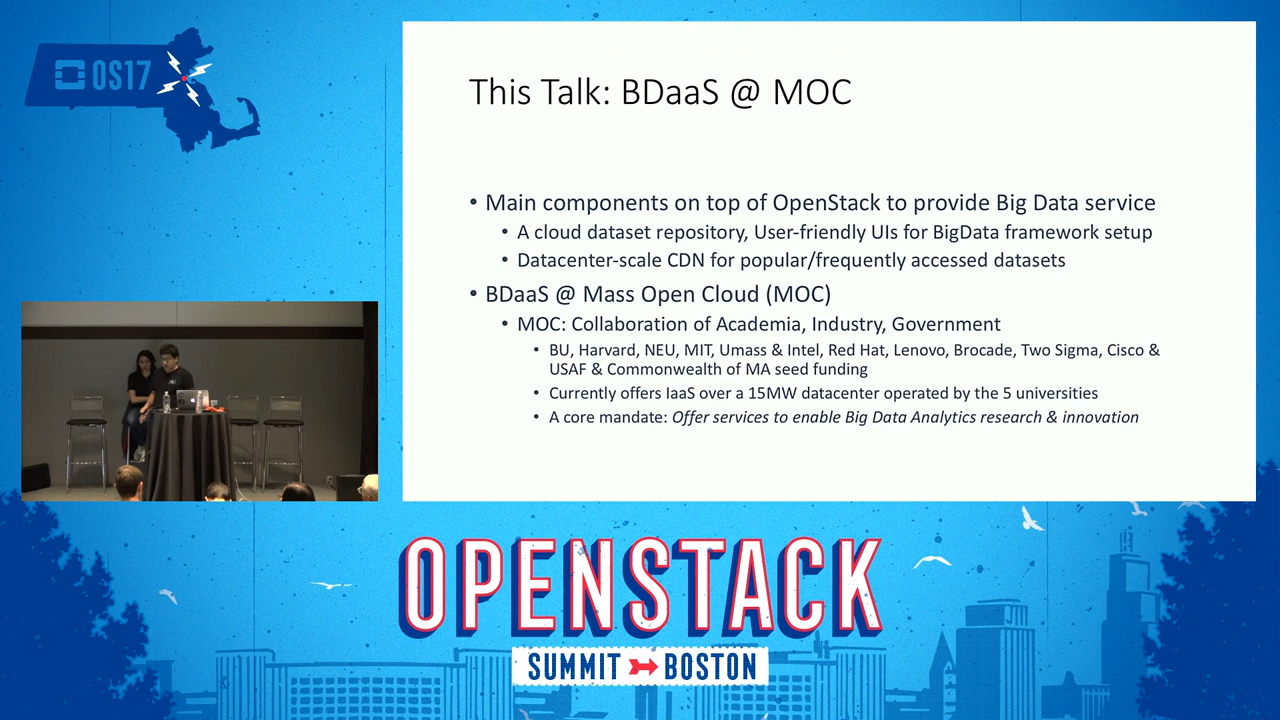 OS17
This Talk: BDaaS @ MOC
• Main components on top of OpenStack to provide Big Data service
• A cloud dataset repository, User-friendly UIs for BigData framework setup
• Datacenter-scale CDN for popular/frequently accessed datasets
• BDaaS @ Mass Open Cloud (MOC)
• MOC: Collaboration of Academia, Industry, Government
• BU, Harvard, NEU, MIT, Umass & Intel, Red Hat, Lenovo, Brocade, Two Sigma, Cisco &
USAF & Commonwealth of MA seed funding
• Currently offers IaaS over a 15MW datacenter operated by the 5 universities
• A core mandate: Offer services to enable Big Data Analytics research & innovation
OPENSTACK
SUMMIT BOSTON